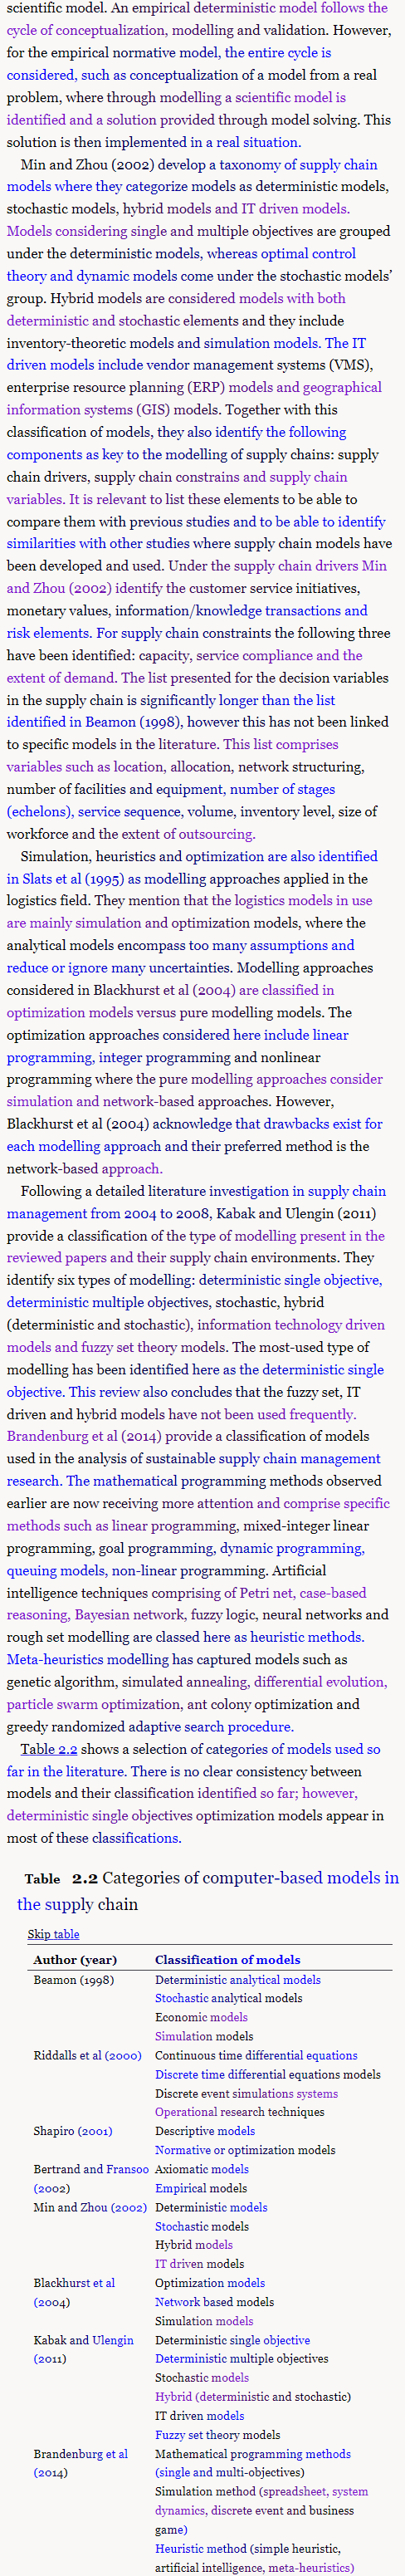 scientific model. An empirical deterministic model follows the
cycle of conceptualization, modelling and validation. However,
for the empirical normative model, the entire cycle is
considered, such as conceptualization of a model from a real
problem, where through modelling a scientific model is
identified and a solution provided through model solving. This
solution is then implemented in a real situation.
Min and Zhou (2002) develop a taxonomy of supply chain
models where they categorize models as deterministic models,
stochastic models, hybrid models and IT driven models.
Models considering single and multiple objectives are grouped
under the deterministic models, whereas optimal control
theory and dynamic models come under the stochastic models'
group. Hybrid models are considered models with both
deterministic and stochastic elements and they include
inventory-theoretic models and simulation models. The IT
driven models include vendor management systems (VMS),
enterprise resource planning (ERP) models and geographical
information systems (GIS) models. Together with this
classification of models, they also identify the following
components as key to the modelling of supply chains: supply
chain drivers, supply chain constrains and supply chain
variables. It is relevant to list these elements to be able to
compare them with previous studies and to be able to identify
similarities with other studies where supply chain models have
been developed and used. Under the supply chain drivers Min
and Zhou (2002) identify the customer service initiatives,
monetary values, information/knowledge transactions and
risk elements. For supply chain constraints the following three
have been identified: capacity, service compliance and the
extent of demand. The list presented for the decision variables
in the supply chain is significantly longer than the list
identified in Beamon (1998), however this has not been linked
to specific models in the literature. This list comprises
variables such as location, allocation, network structuring,
number of facilities and equipment, number of stages
(echelons), service sequence, volume, inventory level, size of
workforce and the extent of outsourcing.
Simulation, heuristics and optimization are also identified
in Slats et al (1995) as modelling approaches applied in the
logistics field. They mention that the logistics models in use
are mainly simulation and optimization models, where the
analytical models encompass too many assumptions and
reduce or ignore many uncertainties. Modelling approaches
considered in Blackhurst et al (2004) are classified in
optimization models versus pure modelling models. The
optimization approaches considered here include linear
programming, integer programming and nonlinear
programming where the pure modelling approaches consider
simulation and network-based approaches. However,
Blackhurst et al (2004) acknowledge that drawbacks exist for
each modelling approach and their preferred method is the
network-based approach.
Following a detailed literature investigation in supply chain
management from 2004 to 2008, Kabak and Ulengin (2011)
provide a classification of the type of modelling present in the
reviewed papers and their supply chain environments. They
identify six types of modelling: deterministic single objective,
deterministic multiple objectives, stochastic, hybrid
(deterministic and stochastic), information technology driven
models and fuzzy set theory models. The most-used type of
modelling has been identified here as the deterministic single
objective. This review also concludes that the fuzzy set, IT
driven and hybrid models have not been used frequently.
Brandenburg et al (2014) provide a classification of models
used in the analysis of sustainable supply chain management
research. The mathematical programming methods observed
earlier are now receiving more attention and comprise specific
methods such as linear programming, mixed-integer linear
programming, goal programming, dynamic programming,
queuing models, non-linear programming. Artificial
intelligence techniques comprising of Petri net, case-based
reasoning, Bayesian network, fuzzy logic, neural networks and
rough set modelling are classed here as heuristic methods.
Meta-heuristics modelling has captured models such as
genetic algorithm, simulated annealing, differential evolution,
particle swarm optimization, ant colony optimization and
greedy randomized adaptive search procedure.
Table 2.2 shows a selection of categories of models used so
far in the literature. There is no clear consistency between
models and their classification identified so far; however,
deterministic single objectives optimization models appear in
most of these classifications.
Table 2.2 Categories of computer-based models in
the supply chain
Skip table
Author (year) Classification of models
Beamon (1998) Deterministic analytical models
Stochastic analytical models
Economic models
Simulation models
Riddalls et al (2000) Continuous time differential equations
Discrete time differential equations models
Discrete event simulations systems
Operational research techniques
Shapiro (2001) Descriptive models
Normative or optimization models
Bertrand and Fransoo Axiomatic models
(2002) Empirical models
Min and Zhou (2002) Deterministic models
Stochastic models
Hybrid models
IT driven models
Blackhurst et al Optimization models
(2004) Network based models
Simulation models
Kabak and Ulengin Deterministic single objective
(2011) Deterministic multiple objectives
Stochastic models
Hybrid (deterministic and stochastic)
IT driven models
Fuzzy set theory models
Brandenburg et al Mathematical programming methods
(2014) (single and multi-objectives)
Simulation method (spreadsheet, system
dynamics, discrete event and business
game)
Heuristic method (simple heuristic,
artificial intelligence, meta-heuristics)